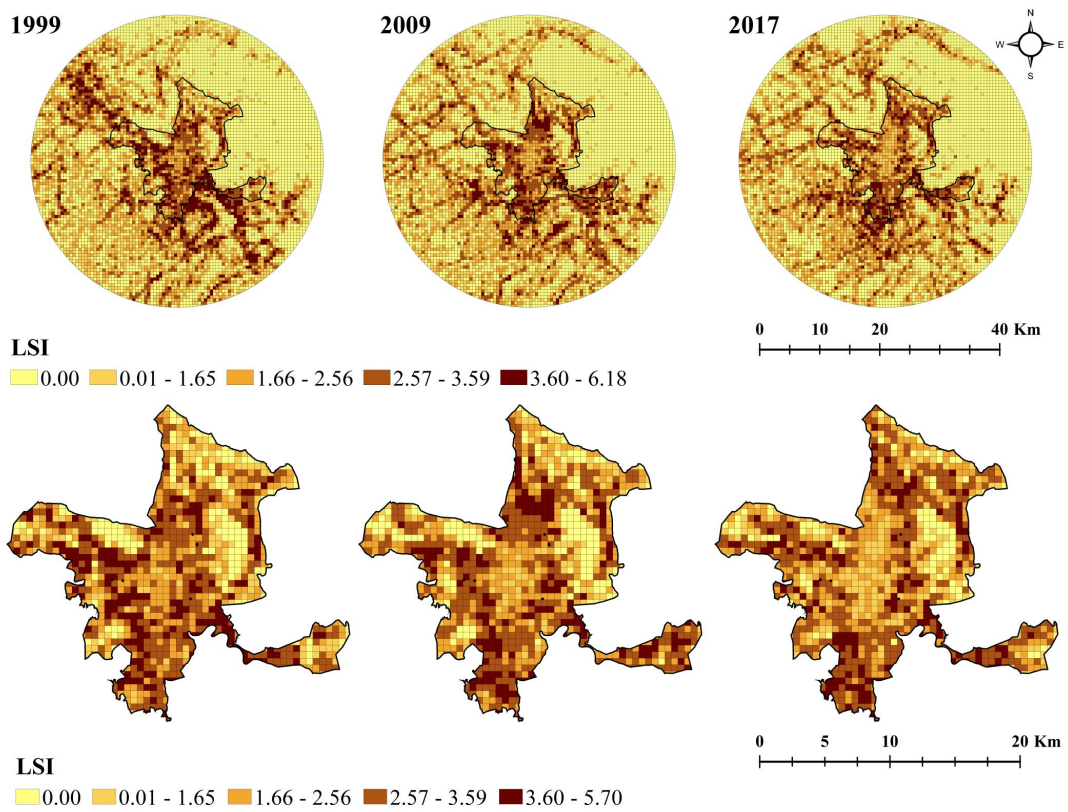 1999
2009
2017
N
W E
S
0 10 20 40 Km
LSI
0.00 0.01 - 1.65 1.66 - 2.56 2.57 - 3.59 3.60 - 6.18
0 5 10 20 Km
LSI
0.00 0.01 - 1.65 1.66 - 2.56 2.57 - 3.59 3.60 - 5.70